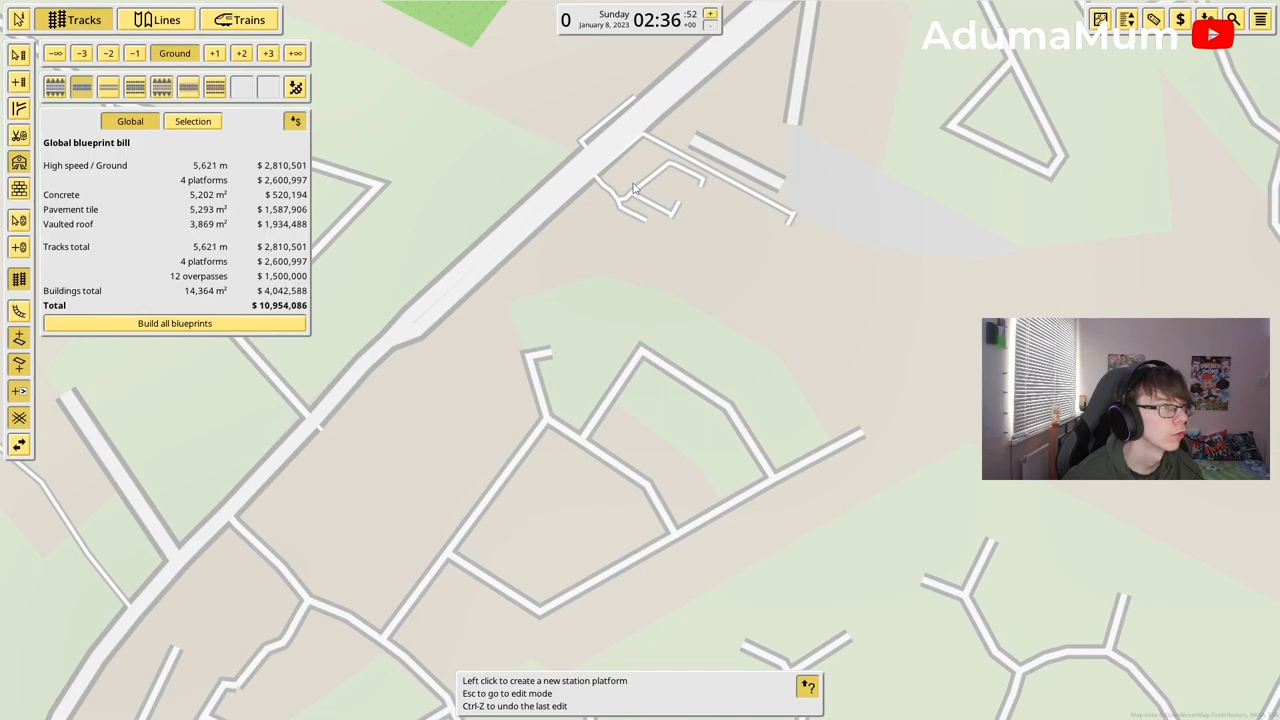 Tracks
Lines
Trains
0
Sunday
January 8, 2023
02:36
:52
+00
+
-
$
AdumaMum
−∞
−3
−2
−1
Ground
+1
+2
+3
+∞
Global
Selection
$
Global blueprint bill
High speed / Ground 5,621 m $ 2,810,501
4 platforms $ 2,600,997
Concrete 5,202 m² $ 520,194
Pavement tile 5,293 m² $ 1,587,906
Vaulted roof 3,869 m² $ 1,934,488
Tracks total 5,621 m $ 2,810,501
4 platforms $ 2,600,997
12 overpasses $ 1,500,000
Buildings total 14,364 m² $ 4,042,588
Total $ 10,954,086
Build all blueprints
Left click to create a new station platform
Esc to go to edit mode
Ctrl-Z to undo the last edit
?